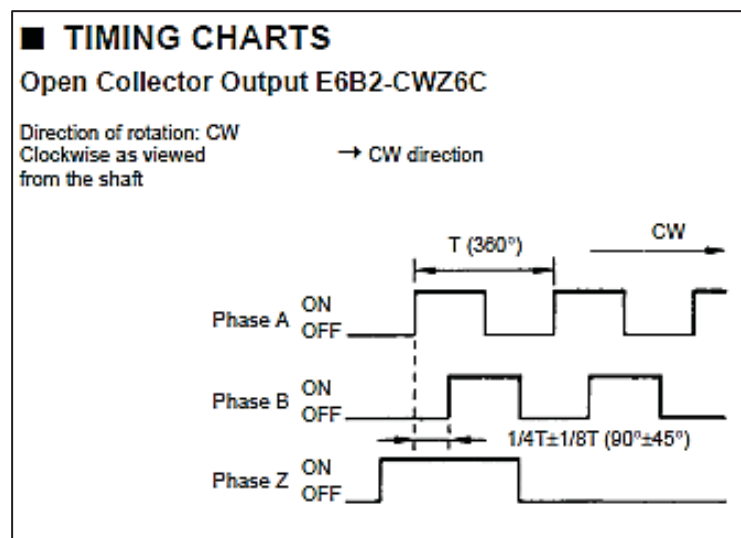 ■ TIMING CHARTS
Open Collector Output E6B2-CWZ6C
Direction of rotation: CW
Clockwise as viewed → CW direction
from the shaft
T (360°) CW
Phase A ON
OFF
Phase B ON
OFF
1/4T±1/8T (90°±45°)
Phase Z ON
OFF